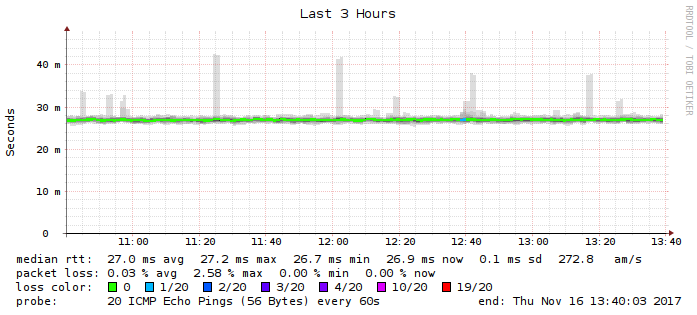 Last 3 Hours
RRDTOOL / TOBI OETIKER
Seconds
40 m
30 m
20 m
10 m
0
11:00 11:20 11:40 12:00 12:20 12:40 13:00 13:20 13:40
median rtt: 27.0 ms avg 27.2 ms max 26.7 ms min 26.9 ms now 0.1 ms sd 272.8 am/s
packet loss: 0.03 % avg 2.58 % max 0.00 % min 0.00 % now
loss color: 0 1/20 2/20 3/20 4/20 10/20 19/20
probe: 20 ICMP Echo Pings (56 Bytes) every 60s end: Thu Nov 16 13:40:03 2017